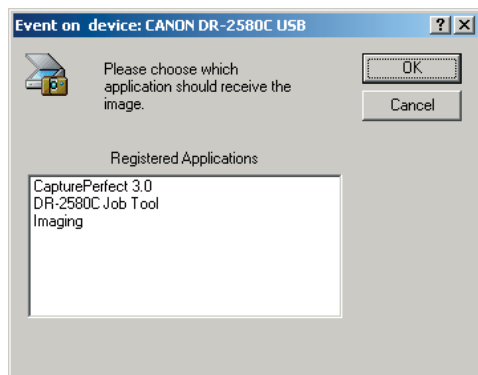 Event on device: CANON DR-2580C USB
Please choose which
application should receive the
image.
OK
Cancel
Registered Applications
CapturePerfect 3.0
DR-2580C Job Tool
Imaging